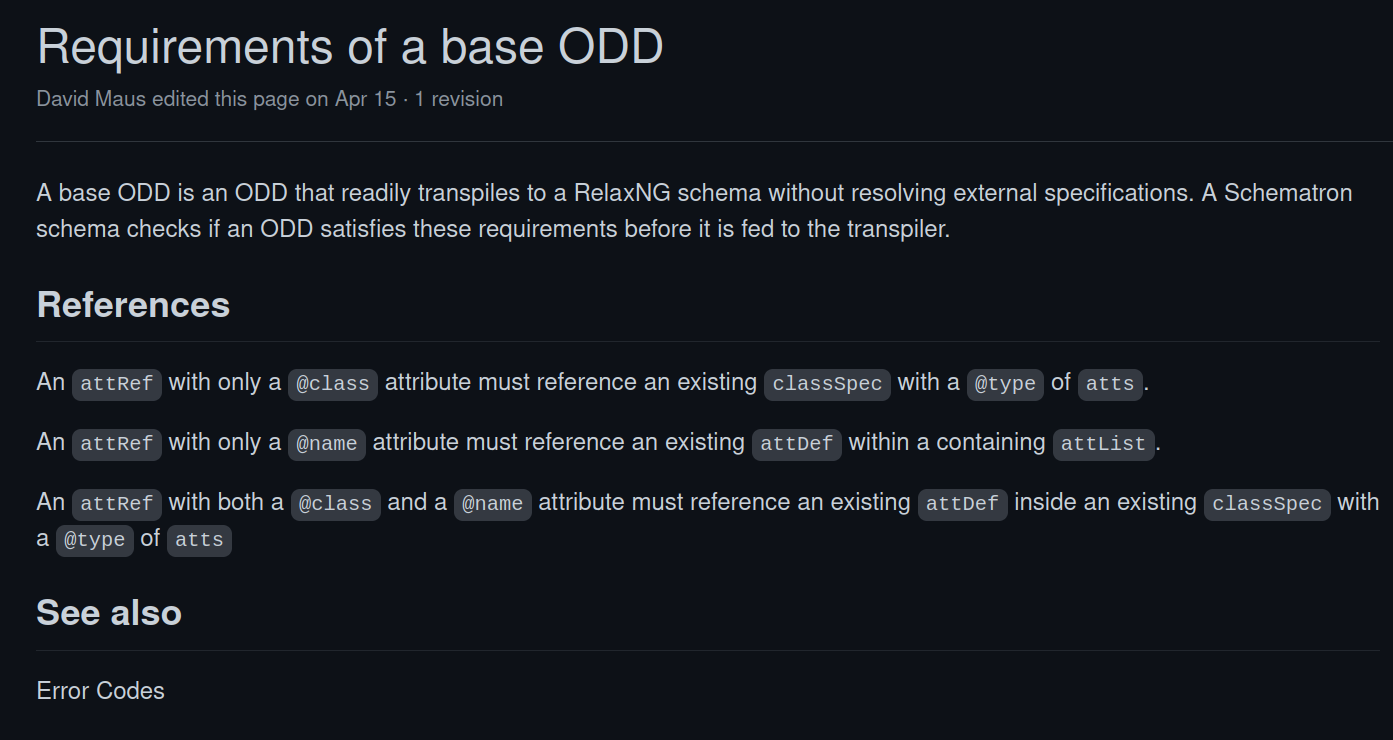 Requirements of a base ODD
David Maus edited this page on Apr 15 · 1 revision
A base ODD is an ODD that readily transpiles to a RelaxNG schema without resolving external specifications. A Schematron
schema checks if an ODD satisfies these requirements before it is fed to the transpiler.
References
An attRef with only a @class attribute must reference an existing classSpec with a @type of atts.
An attRef with only a @name attribute must reference an existing attDef within a containing attList.
An attRef with both a @class and a @name attribute must reference an existing attDef inside an existing classSpec with
a @type of atts
See also
Error Codes